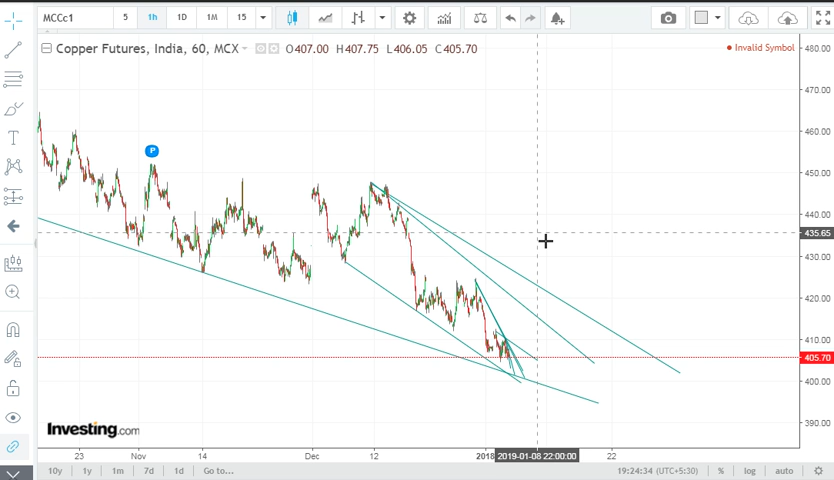 MCCc1 5 1h 1D 1M 15
Copper Futures, India, 60, MCX O407.00 H407.75 L406.05 C405.70
Invalid Symbol
480.00
470.00
460.00
P
450.00
440.00
435.65
430.00
420.00
410.00
405.70
400.00
390.00
Investing.com
23 Nov 14 Dec 12 2018 2019-01-08 22:00:00 22
10y 1y 1m 7d 1d Go to... 19:24:34 (UTC+5:30) % log auto